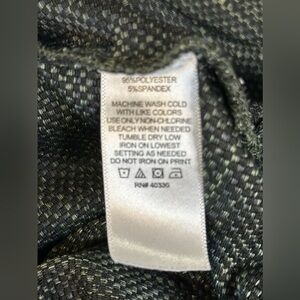 95%POLYESTER
5%SPANDEX
MACHINE WASH COLD
WITH LIKE COLORS
USE ONLY NON-CHLORINE
BLEACH WHEN NEEDED
TUMBLE DRY LOW
IRON ON LOWEST
SETTING AS NEEDED
DO NOT IRON ON PRINT
RN# 40330